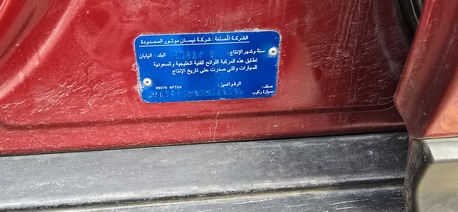 الشركة المصنعة : شركة نيسان موتور المحدودة
سنة وشهر الإنتاج : البلد : اليابان
تطابق هذه المركبة اللوائح الفنية الخليجية والسعودية
للسيارات والتي صدرت حتى تاريخ الإنتاج
الرقم المميز:
صنف:
سيارة ركوب